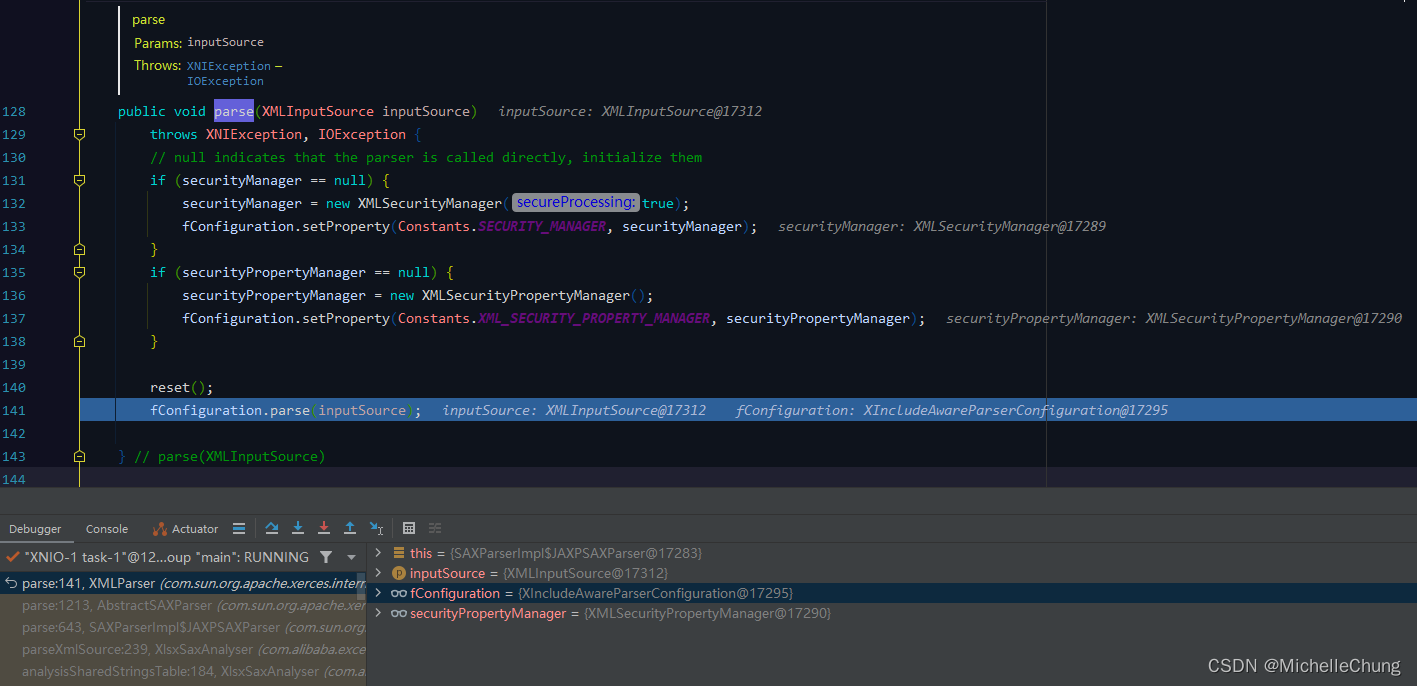 parse
Params: inputSource
Throws: XNIException –
IOException
128 public void parse(XMLInputSource inputSource) inputSource: XMLInputSource@17312
129 throws XNIException, IOException {
130 // null indicates that the parser is called directly, initialize them
131 if (securityManager == null) {
132 securityManager = new XMLSecurityManager( secureProcessing: true);
133 fConfiguration.setProperty(Constants.SECURITY_MANAGER, securityManager); securityManager: XMLSecurityManager@17289
134 }
135 if (securityPropertyManager == null) {
136 securityPropertyManager = new XMLSecurityPropertyManager();
137 fConfiguration.setProperty(Constants.XML_SECURITY_PROPERTY_MANAGER, securityPropertyManager); securityPropertyManager: XMLSecurityPropertyManager@17290
138 }
139
140 reset();
141 fConfiguration.parse(inputSource); inputSource: XMLInputSource@17312 fConfiguration: XIncludeAwareParserConfiguration@17295
142
143 } // parse(XMLInputSource)
144
Debugger Console Actuator
"XNIO-1 task-1"@12...oup "main": RUNNING
parse:141, XMLParser (com.sun.org.apache.xerces.intern
parse:1213, AbstractSAXParser (com.sun.org.apache.xer
parse:643, SAXParserImpl$JAXPSAXParser (com.sun.org.
parseXmlSource:239, XlsxSaxAnalyser (com.alibaba.exce
analysisSharedStringsTable:184, XlsxSaxAnalyser (com.a
this = {SAXParserImpl$JAXPSAXParser@17283}
inputSource = {XMLInputSource@17312}
fConfiguration = {XIncludeAwareParserConfiguration@17295}
securityPropertyManager = {XMLSecurityPropertyManager@17290}
CSDN @MichelleChung